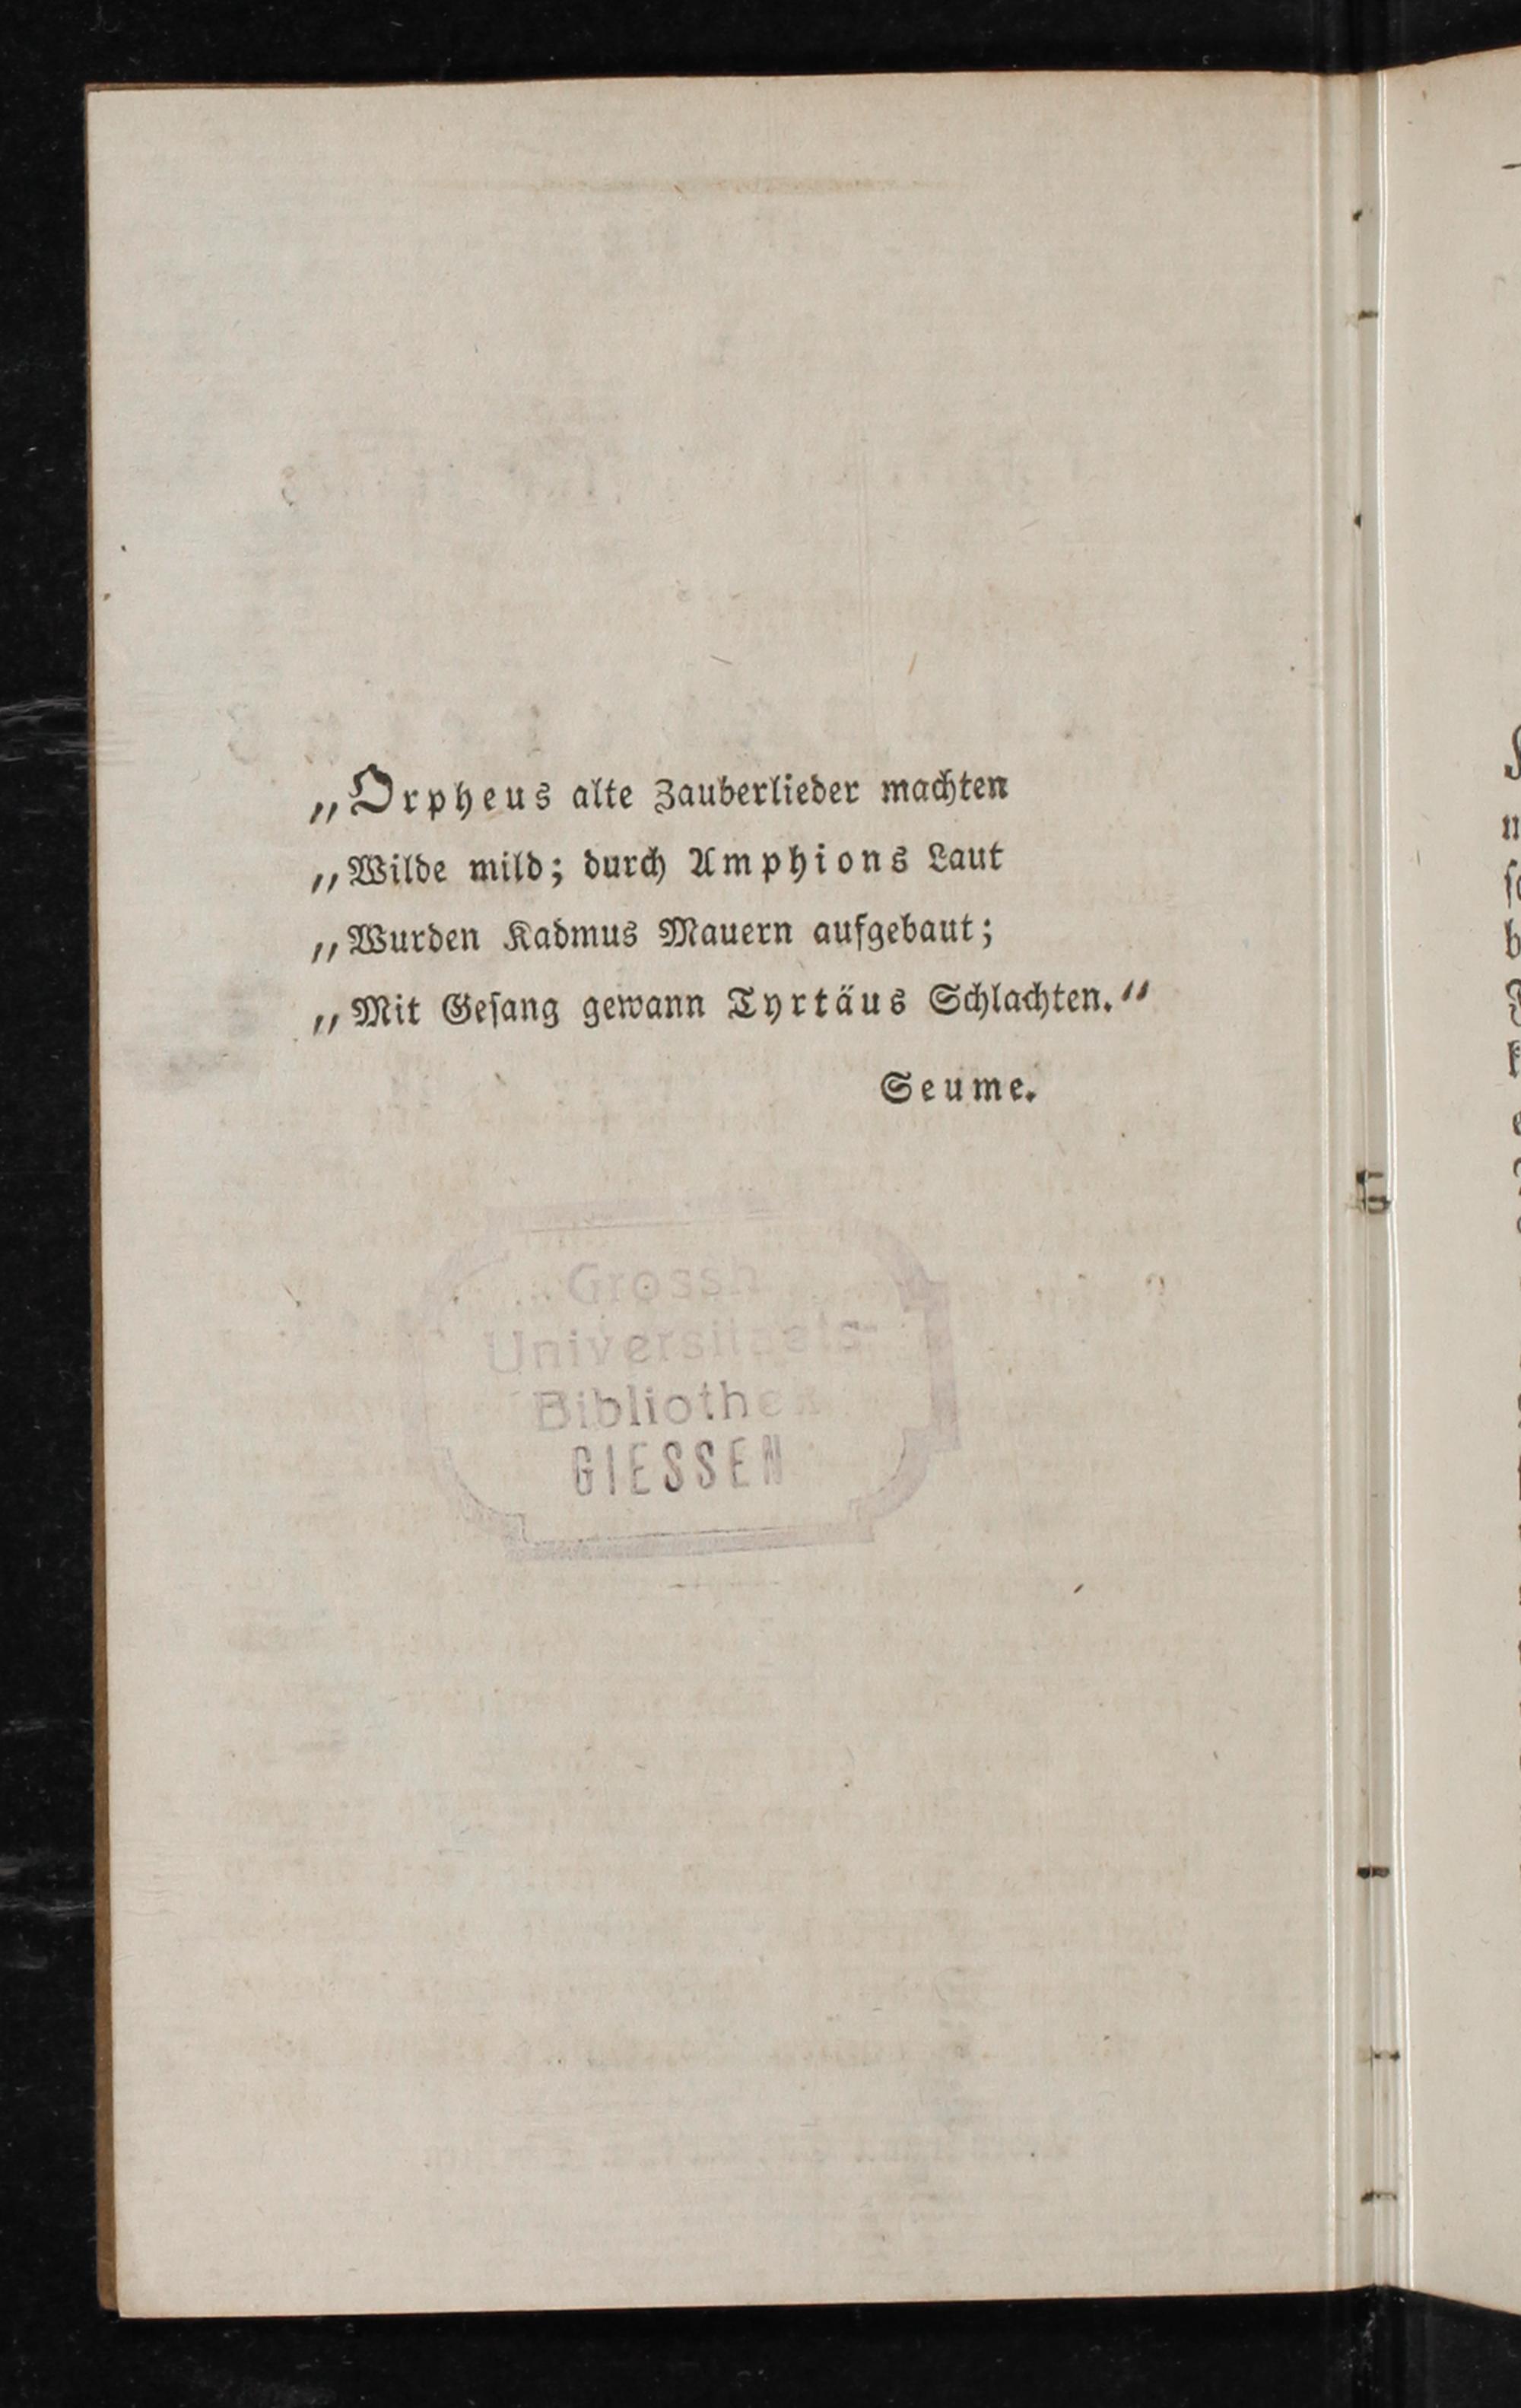 „Orpheus alte Zauberlieder machten
„Wilde mild; durch Amphions Laut
„Wurden Kadmus Mauern aufgebaut;
„Mit Gesang gewann Tyrtäus Schlachten.“
Seume.
Grossh
Universitaets-
Bibliothek
GIESSEN